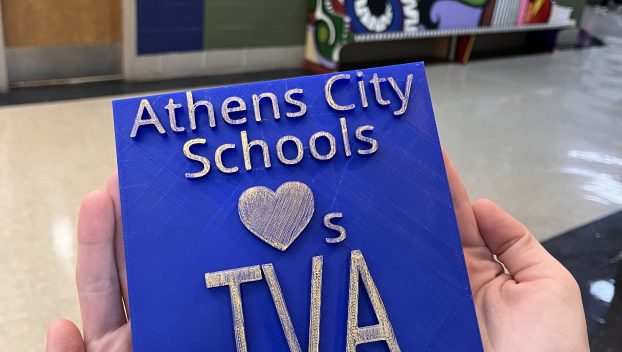 Athens City
Schools
♥s
TVA